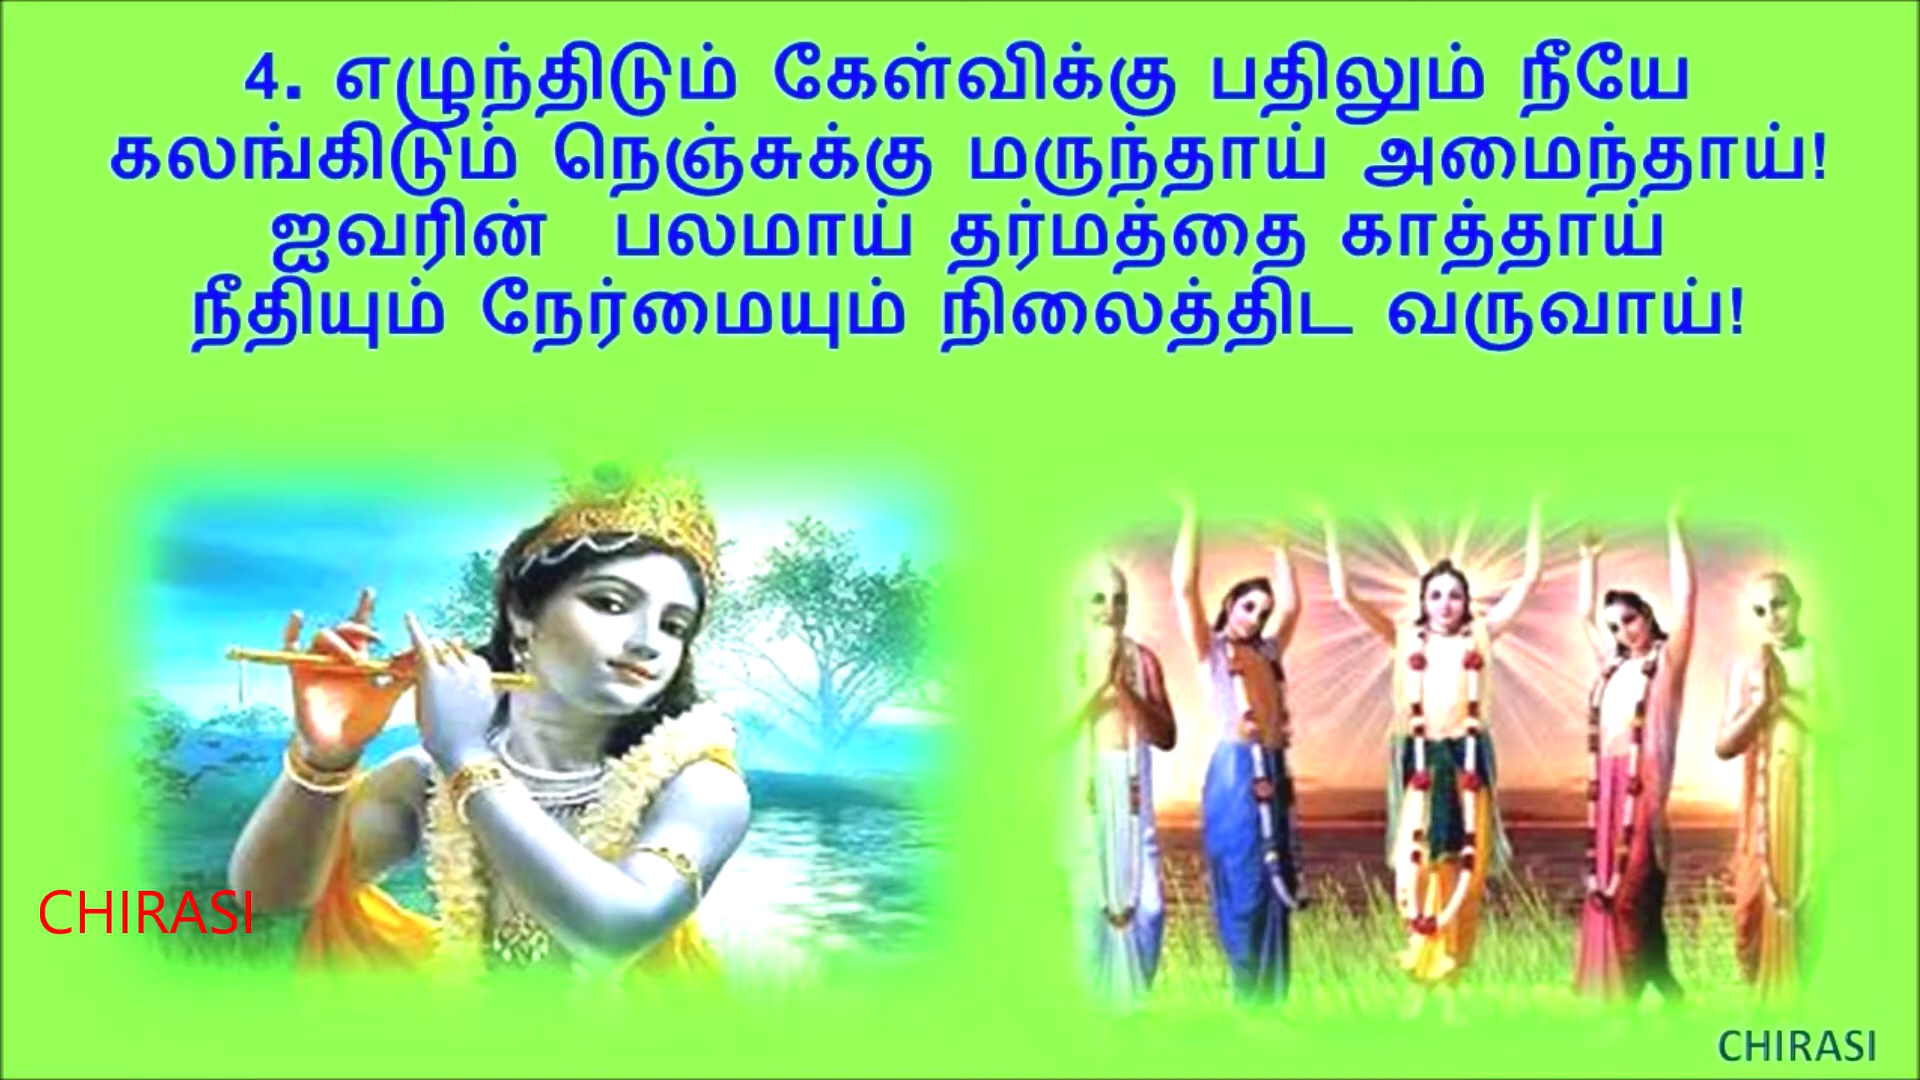 4. எழுந்திடும் கேள்விக்கு பதிலும் நீயே
கலங்கிடும் நெஞ்சுக்கு மருந்தாய் அமைந்தாய்!
ஐவரின் பலமாய் தர்மத்தை காத்தாய்
நீதியும் நேர்மையும் நிலைத்திட வருவாய்!
CHIRASI
CHIRASI